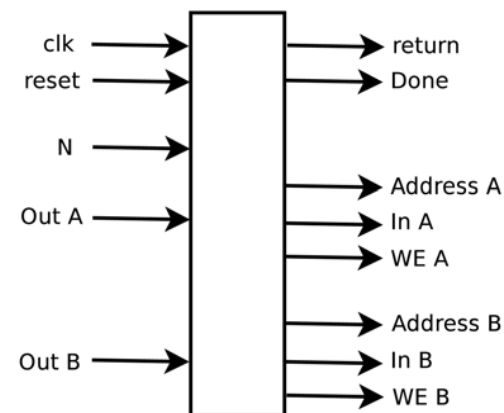 clk
reset
N
Out A
Out B
return
Done
Address A
In A
WE A
Address B
In B
WE B